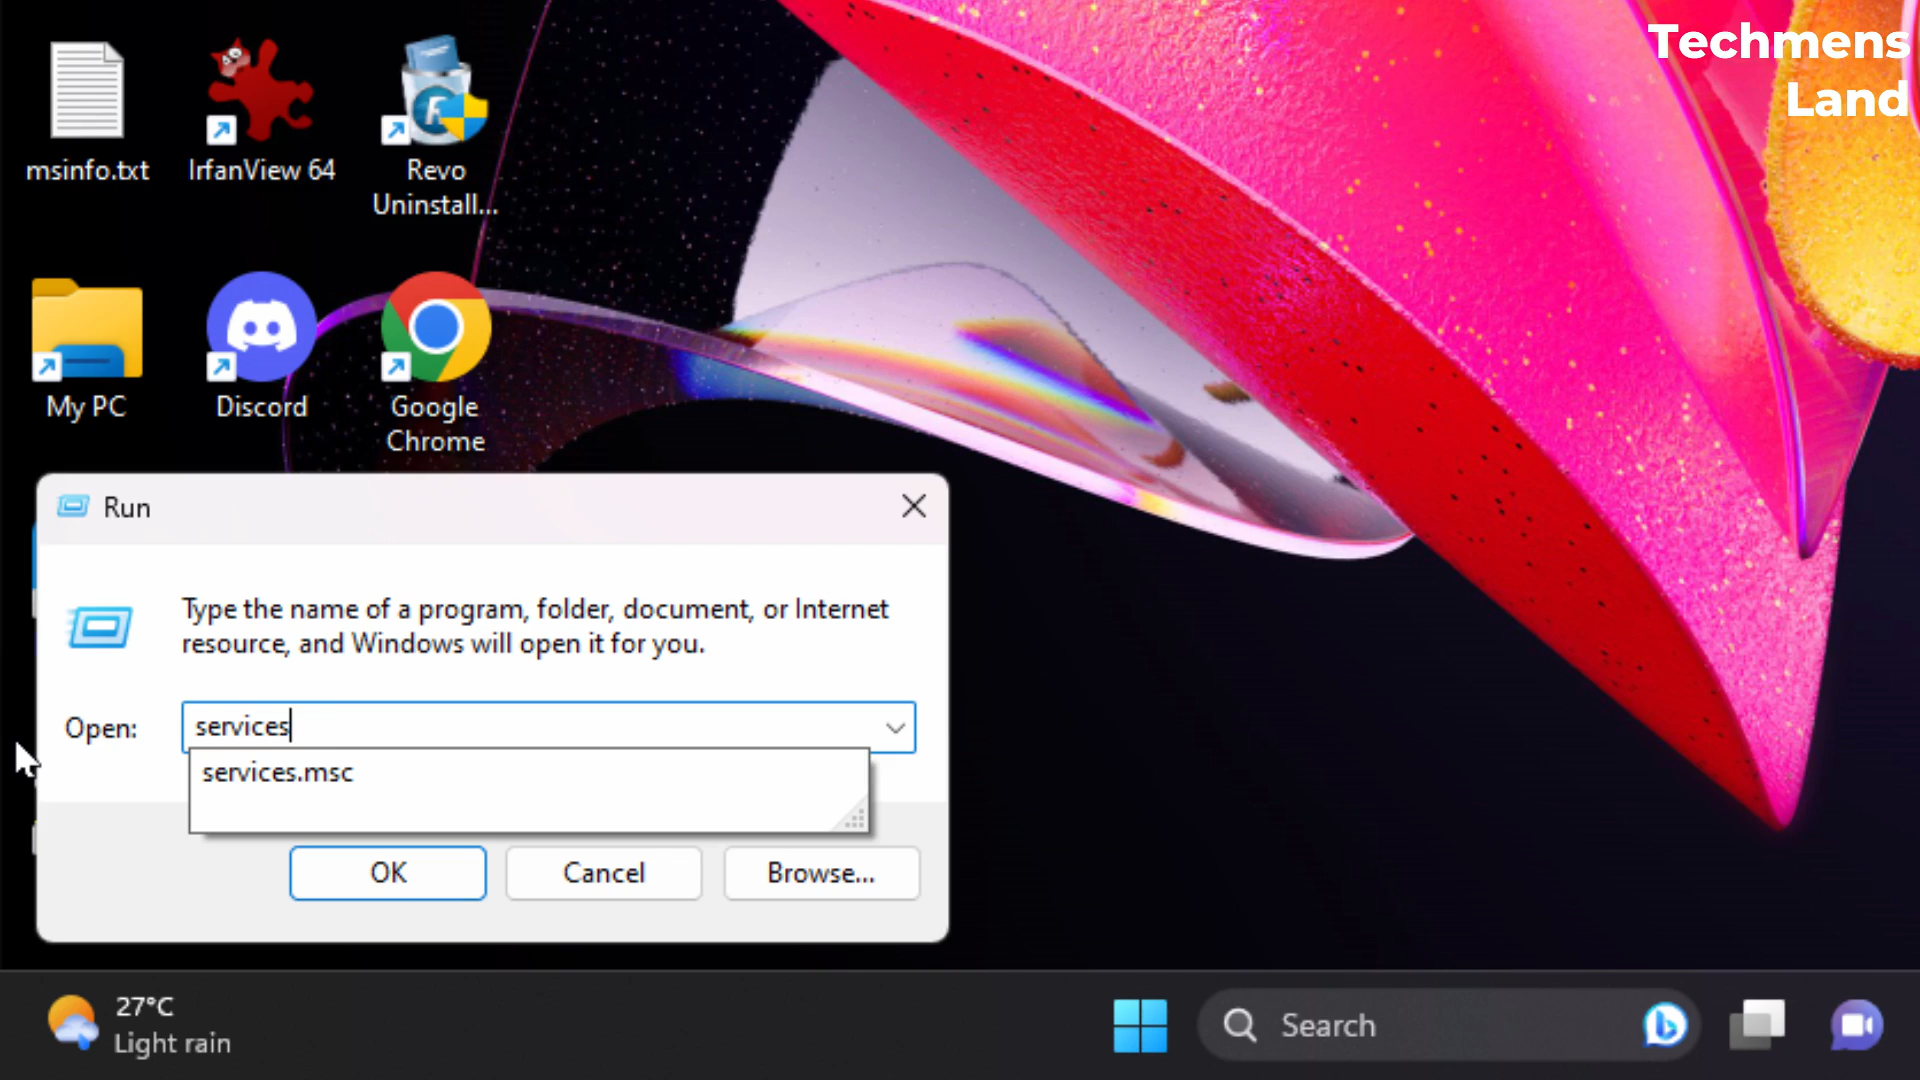 Techmens
Land
msinfo.txt
IrfanView 64
Revo
Uninstall...
My PC
Discord
Google
Chrome
Run
Type the name of a program, folder, document, or Internet
resource, and Windows will open it for you.
Open:
services
services.msc
OK
Cancel
Browse...
27°C
Light rain
Search